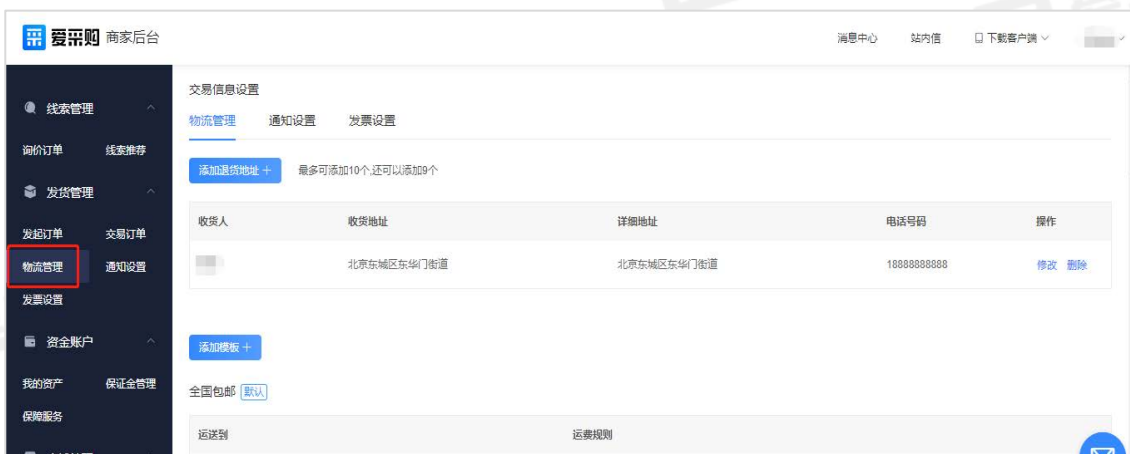 采 爱采购 商家后台
消息中心 站内信 下载客户端
线索管理
询价订单 线索推荐
发货管理
发起订单 交易订单
物流管理 通知设置
发票设置
资金账户
我的资产 保证金管理
保障服务
交易信息设置
物流管理 通知设置 发票设置
添加退货地址 + 最多可添加10个,还可以添加9个
收货人 收货地址 详细地址 电话号码 操作
北京东城区东华门街道 北京东城区东华门街道 18888888888 修改 删除
添加模板 +
全国包邮 默认
运送到 运费规则